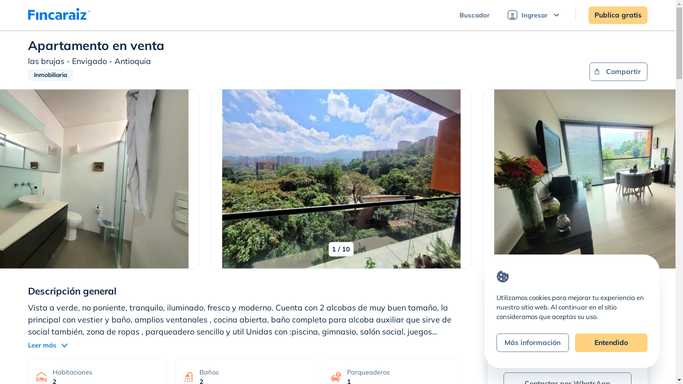 Fincaraiz
Buscador
Ingresar
Publica gratis
Apartamento en venta
las brujas - Envigado - Antioquia
Inmobiliaria
Compartir
1 / 10
Descripción general
Vista a verde, no poniente, tranquilo, iluminado, fresco y moderno. Cuenta con 2 alcobas de muy buen tamaño, la
principal con vestier y baño, amplios ventanales , cocina abierta, baño completo para alcoba auxiliar que sirve de
social también, zona de ropas , parqueadero sencillo y util Unidas con :piscina, gimnasio, salón social, juegos...
Leer más
Habitaciones
2
Baños
2
Parqueaderos
1
Utilizamos cookies para mejorar tu experiencia en
nuestro sitio web. Al continuar en el sitio
consideramos que aceptas su uso.
Más información
Entendido
Contactar por WhatsApp